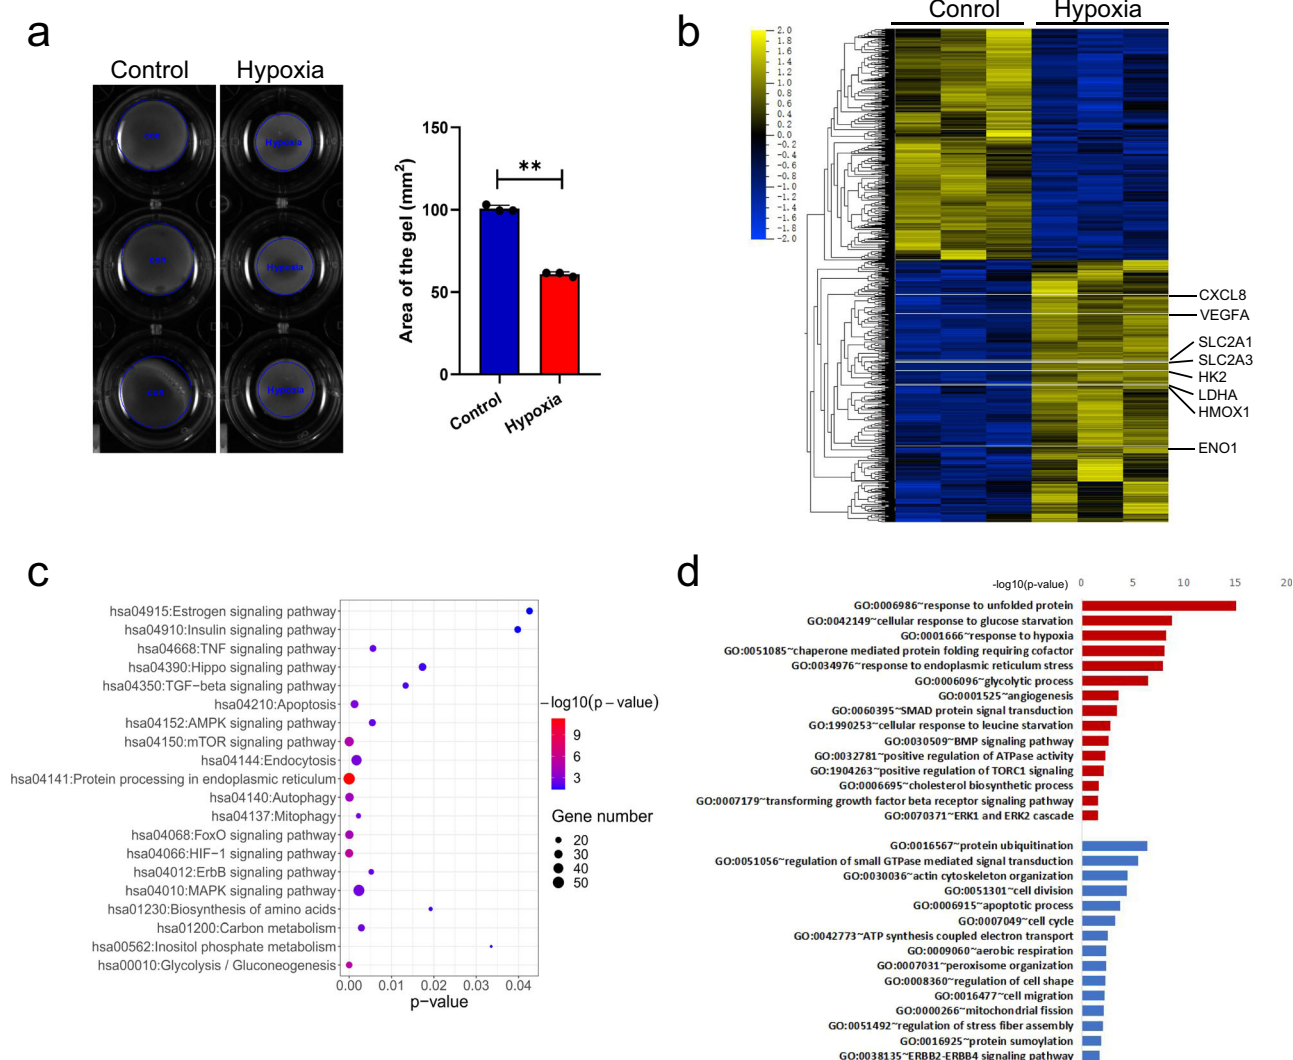 a
Control
Hypoxia
con
Hypoxia
con
Hypoxia
con
Hypoxia
Area of the gel (mm2)
150
100
50
0
**
Control
Hypoxia
b
Conrol
Hypoxia
2.0
1.6
1.4
1.2
0.8
0.6
0.4
0.2
-0.0
-0.2
-0.4
-0.6
-0.8
-1.0
-1.2
-1.4
-1.6
-1.8
-2.0
CXCL8
VEGFA
SLC2A1
SLC2A3
HK2
LDHA
HMOX1
ENO1
c
hsa04915:Estrogen signaling pathway
hsa04910:Insulin signaling pathway
hsa04668:TNF signaling pathway
hsa04390:Hippo signaling pathway
hsa04350:TGF−beta signaling pathway
hsa04210:Apoptosis
hsa04152:AMPK signaling pathway
hsa04150:mTOR signaling pathway
hsa04144:Endocytosis
hsa04141:Protein processing in endoplasmic reticulum
hsa04140:Autophagy
hsa04137:Mitophagy
hsa04068:FoxO signaling pathway
hsa04066:HIF−1 signaling pathway
hsa04012:ErbB signaling pathway
hsa04010:MAPK signaling pathway
hsa01230:Biosynthesis of amino acids
hsa01200:Carbon metabolism
hsa00562:Inositol phosphate metabolism
hsa00010:Glycolysis / Gluconeogenesis
0.00 0.01 0.02 0.03 0.04
p−value
−log10(p−value)
9
6
3
Gene number
20
30
40
50
d
-log10(p-value) 0 5 10 15 20
GO:0006986~response to unfolded protein
GO:0042149~cellular response to glucose starvation
GO:0001666~response to hypoxia
GO:0051085~chaperone mediated protein folding requiring cofactor
GO:0034976~response to endoplasmic reticulum stress
GO:0006096~glycolytic process
GO:0001525~angiogenesis
GO:0060395~SMAD protein signal transduction
GO:1990253~cellular response to leucine starvation
GO:0030509~BMP signaling pathway
GO:0032781~positive regulation of ATPase activity
GO:1904263~positive regulation of TORC1 signaling
GO:0006695~cholesterol biosynthetic process
GO:0007179~transforming growth factor beta receptor signaling pathway
GO:0070371~ERK1 and ERK2 cascade
GO:0016567~protein ubiquitination
GO:0051056~regulation of small GTPase mediated signal transduction
GO:0030036~actin cytoskeleton organization
GO:0051301~cell division
GO:0006915~apoptotic process
GO:0007049~cell cycle
GO:0042773~ATP synthesis coupled electron transport
GO:0009060~aerobic respiration
GO:0007031~peroxisome organization
GO:0008360~regulation of cell shape
GO:0016477~cell migration
GO:0000266~mitochondrial fission
GO:0051492~regulation of stress fiber assembly
GO:0016925~protein sumoylation
GO:0038135~ERBB2-ERBB4 signaling pathway